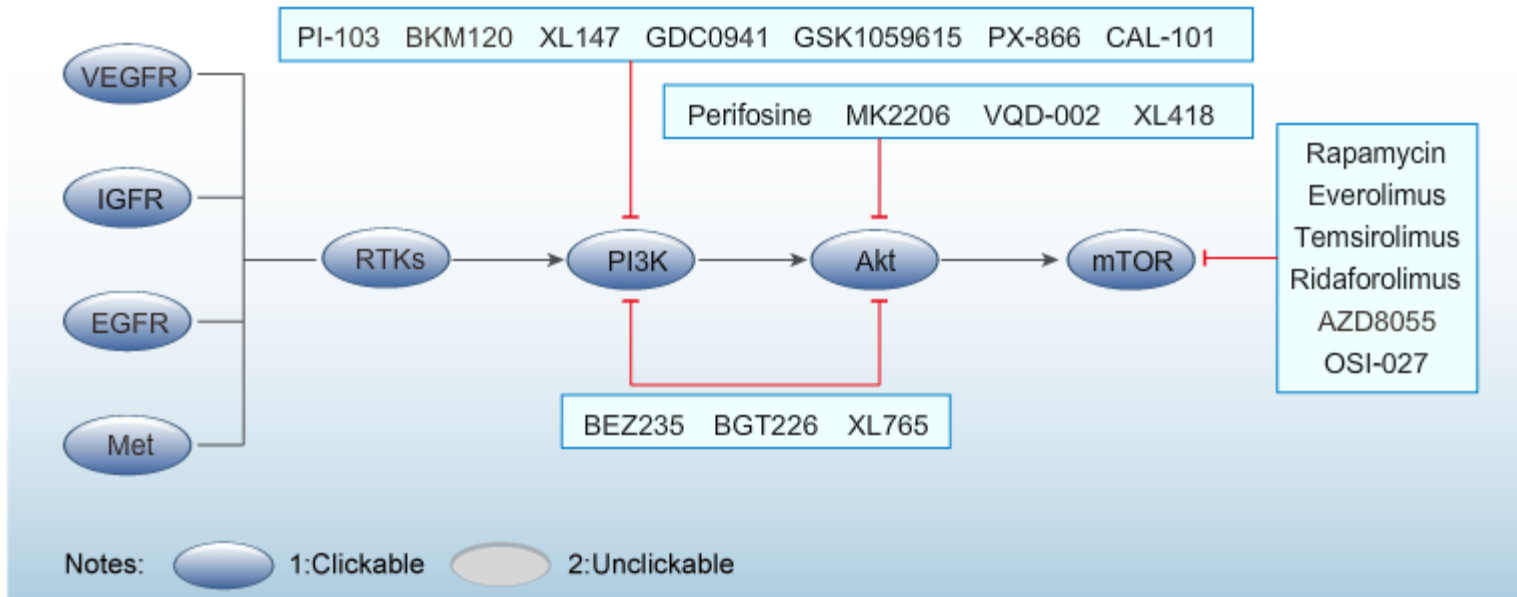 PI-103 BKM120 XL147 GDC0941 GSK1059615 PX-866 CAL-101
VEGFR
Perifosine MK2206 VQD-002 XL418
Rapamycin
Everolimus
Temsirolimus
Ridaforolimus
AZD8055
OSI-027
IGFR
RTKs PI3K Akt mTOR
EGFR
BEZ235 BGT226 XL765
Met
Notes: 1:Clickable 2:Unclickable